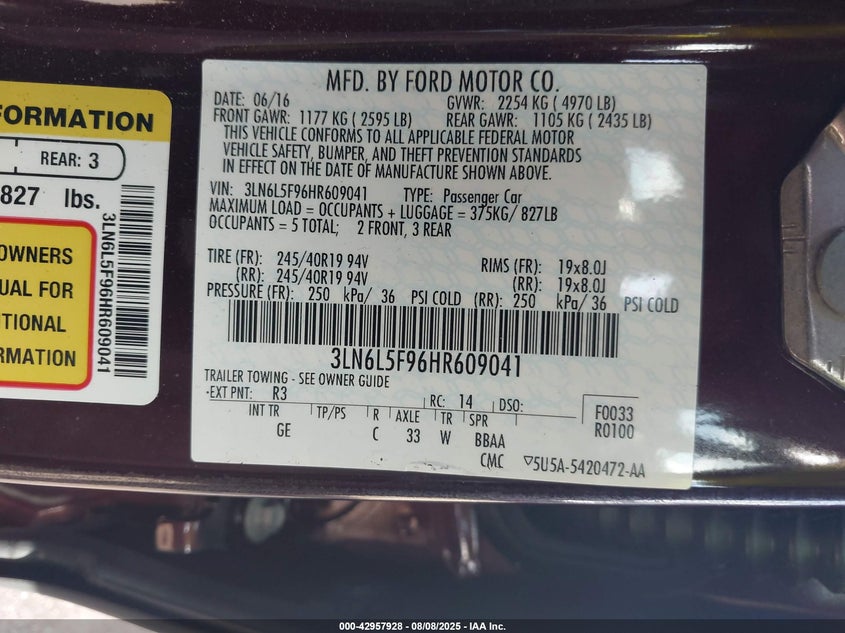 FORMATION
REAR: 3
827 lbs.
OWNERS
UAL FOR
TIONAL
RMATION
3LN6L5F96HR609041
MFD. BY FORD MOTOR CO.
DATE: 06/16 GVWR: 2254 KG ( 4970 LB)
FRONT GAWR: 1177 KG ( 2595 LB) REAR GAWR: 1105 KG ( 2435 LB)
THIS VEHICLE CONFORMS TO ALL APPLICABLE FEDERAL MOTOR
VEHICLE SAFETY, BUMPER, AND THEFT PREVENTION STANDARDS
IN EFFECT ON THE DATE OF MANUFACTURE SHOWN ABOVE.
VIN: 3LN6L5F96HR609041 TYPE: Passenger Car
MAXIMUM LOAD = OCCUPANTS + LUGGAGE = 375KG/ 827LB
OCCUPANTS = 5 TOTAL; 2 FRONT, 3 REAR
TIRE (FR): 245/40R19 94V RIMS (FR): 19x8.0J
(RR): 245/40R19 94V (RR): 19x8.0J
PRESSURE (FR): 250 kPa/ 36 PSI COLD (RR): 250 kPa/ 36 PSI COLD
3LN6L5F96HR609041
TRAILER TOWING - SEE OWNER GUIDE
EXT PNT: R3 RC: 14 DSO:
INT TR TP/PS R AXLE TR SPR
GE C 33 W BBAA
F0033
R0100
CMC ▽5U5A-5420472-AA
000-42957928 - 08/08/2025 - IAA Inc.